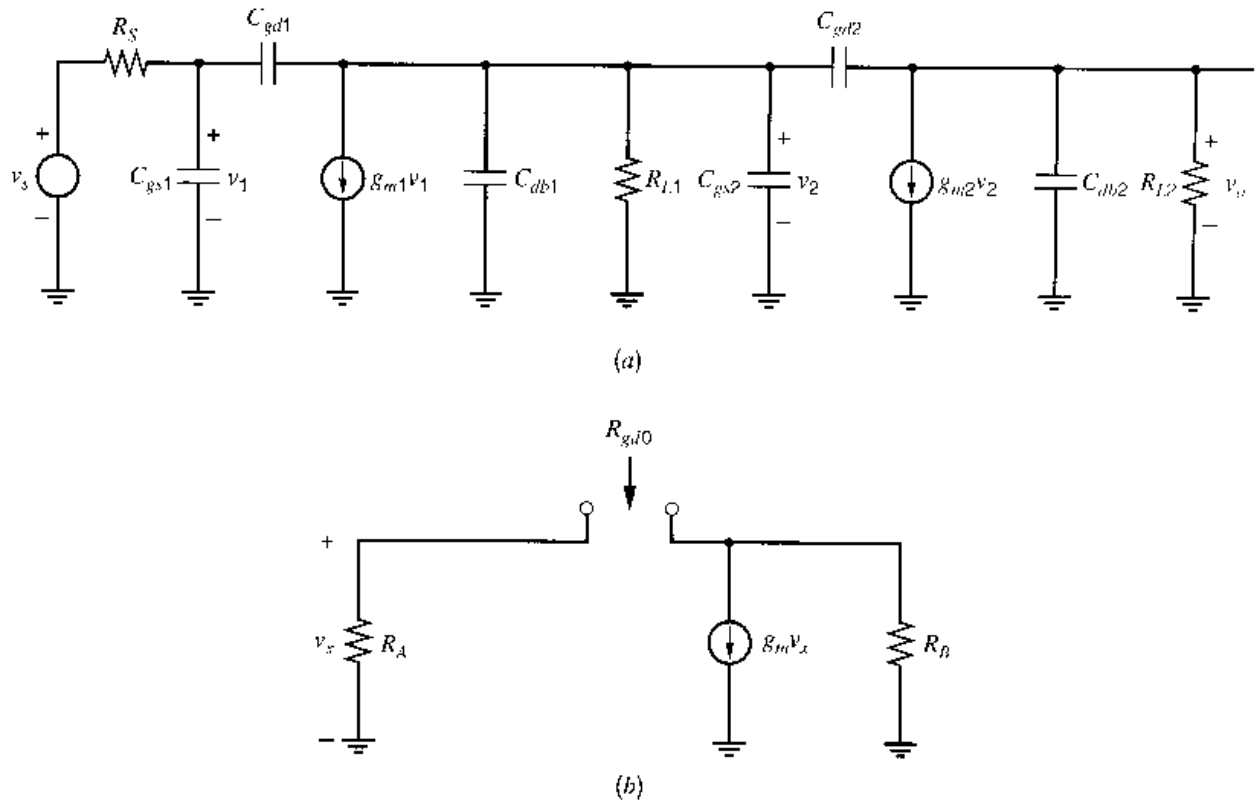 C_gd1
C_gd2
R_S
+
+
+
+
v_s
C_gs1
v_1
g_m1v_1
C_db1
R_L1
C_gs2
v_2
g_m2v_2
C_db2
R_L2
v_o
−
−
−
−
(a)
R_gd0
+
v_x
R_A
g_mv_x
R_B
−
(b)